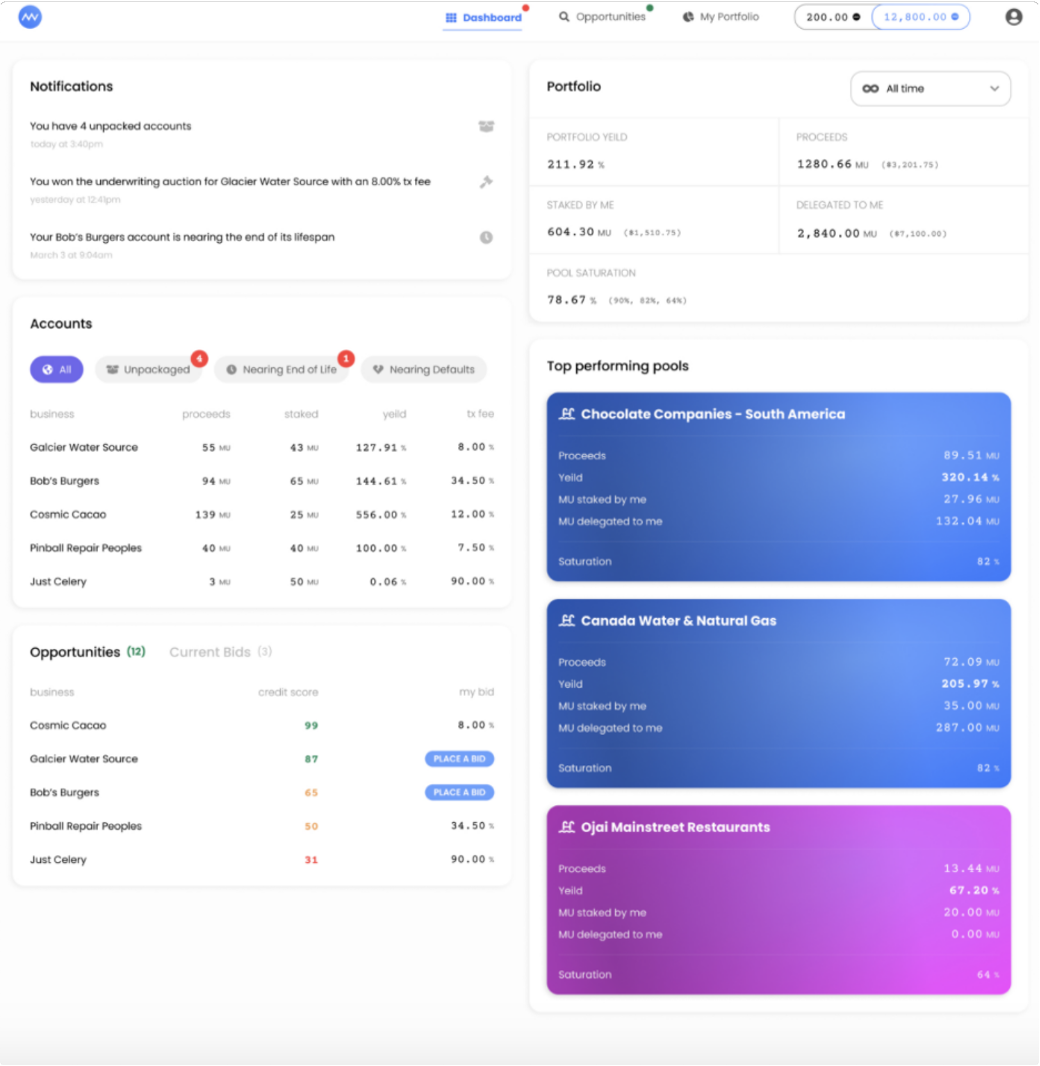 Dashboard
Opportunities
My Portfolio
200.00
12,800.00
Notifications
You have 4 unpacked accounts
today at 3:40pm
You won the underwriting auction for Glacier Water Source with an 8.00% tx fee
yesterday at 12:41pm
Your Bob's Burgers account is nearing the end of its lifespan
March 3 at 9:04am
Accounts
All
Unpackaged 4
Nearing End of Life 1
Nearing Defaults
business proceeds staked yeild tx fee
Galcier Water Source 55 MU 43 MU 127.91 % 8.00 %
Bob's Burgers 94 MU 65 MU 144.61 % 34.50 %
Cosmic Cacao 139 MU 25 MU 556.00 % 12.00 %
Pinball Repair Peoples 40 MU 40 MU 100.00 % 7.50 %
Just Celery 3 MU 50 MU 0.06 % 90.00 %
Opportunities (12) Current Bids (3)
business credit score my bid
Cosmic Cacao 99 8.00 %
Galcier Water Source 87 PLACE A BID
Bob's Burgers 65 PLACE A BID
Pinball Repair Peoples 50 34.50 %
Just Celery 31 90.00 %
Portfolio
All time
PORTFOLIO YEILD
211.92 %
PROCEEDS
1280.66 MU ($3,201.75)
STAKED BY ME
604.30 MU ($1,510.75)
DELEGATED TO ME
2,840.00 MU ($7,100.00)
POOL SATURATION
78.67 % (90%, 82%, 64%)
Top performing pools
Chocolate Companies - South America
Proceeds 89.51 MU
Yeild 320.14 %
MU staked by me 27.96 MU
MU delegated to me 132.04 MU
Saturation 82 %
Canada Water & Natural Gas
Proceeds 72.09 MU
Yeild 205.97 %
MU staked by me 35.00 MU
MU delegated to me 287.00 MU
Saturation 82 %
Ojai Mainstreet Restaurants
Proceeds 13.44 MU
Yeild 67.20 %
MU staked by me 20.00 MU
MU delegated to me 0.00 MU
Saturation 64 %